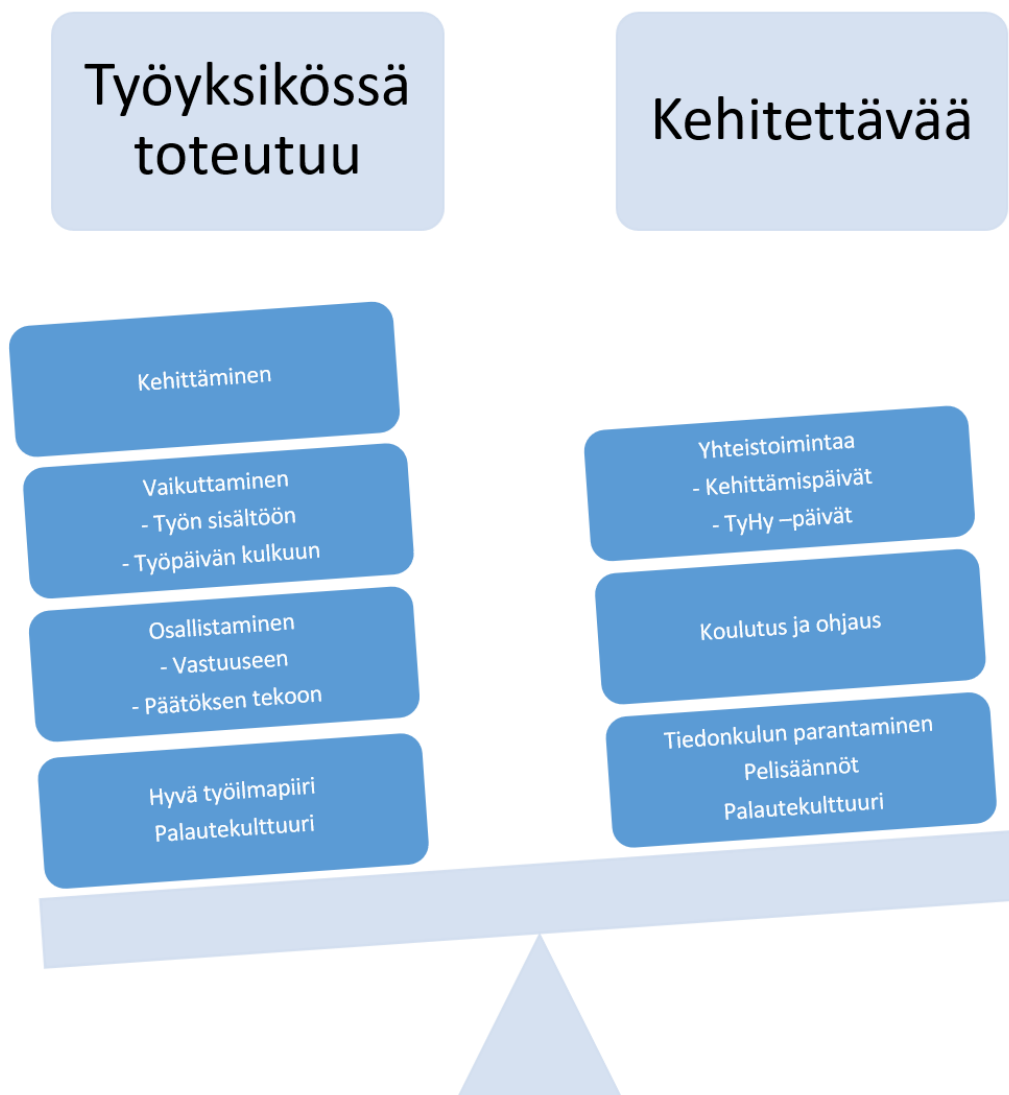 Työyksikössä
toteutuu
Kehittäminen
Vaikuttaminen
- Työn sisältöön
- Työpäivän kulkuun
Osallistaminen
- Vastuuseen
- Päätöksen tekoon
Hyvä työilmapiiri
Palautekulttuuri
Kehitettävää
Yhteistoimintaa
- Kehittämispäivät
- TyHy –päivät
Koulutus ja ohjaus
Tiedonkulun parantaminen
Pelisäännöt
Palautekulttuuri